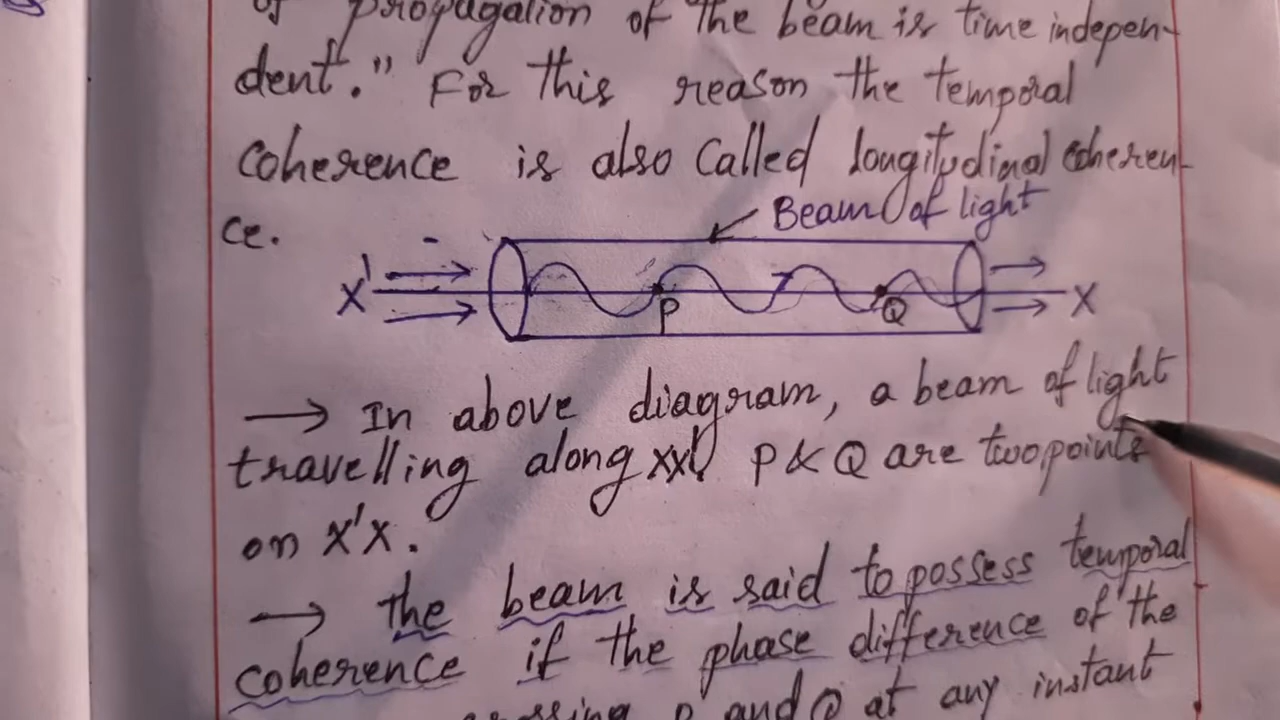 of propagation of the beam is time indepen-
dent." For this reason the temporal
coherence is also called longitudinal coheren-
ce.
Beam of light
X' P Q X
→ In above diagram, a beam of light
travelling along xx'. P & Q are two points
on x'x.
→ the beam is said to possess temporal
coherence if the phase difference of the
crossing P and Q at any instant